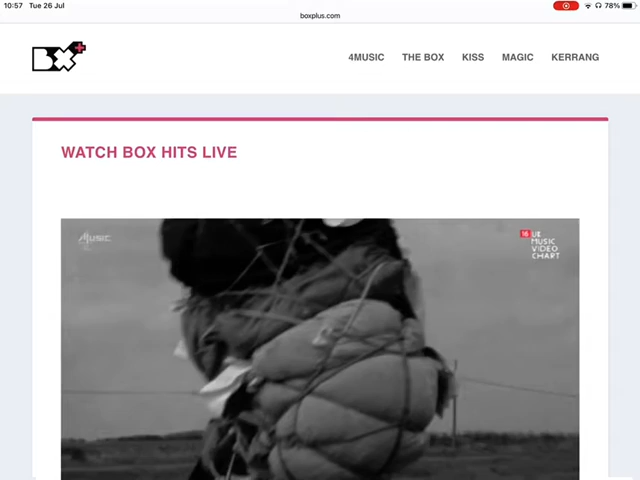 10:57 Tue 26 Jul
78%
boxplus.com
BX+
4MUSIC THE BOX KISS MAGIC KERRANG
WATCH BOX HITS LIVE
4Music
16 UK
MUSIC
VIDEO
CHART